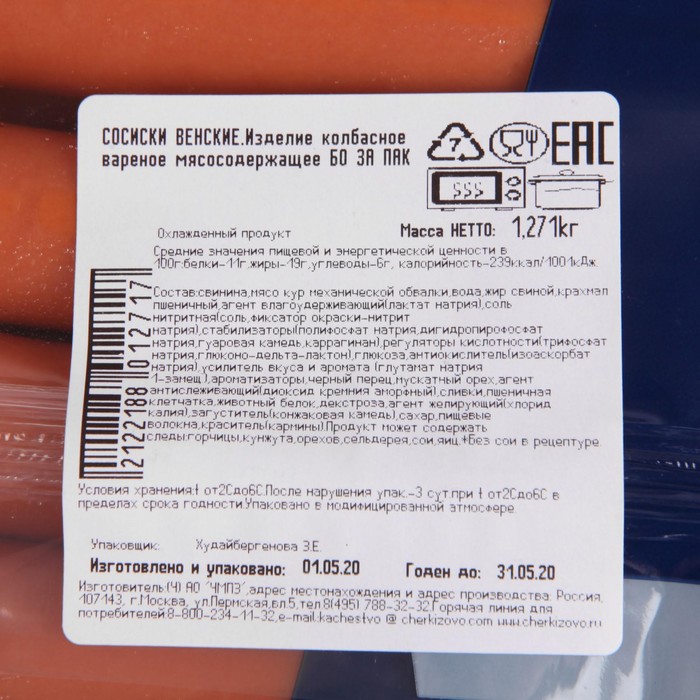 СОСИСКИ ВЕНСКИЕ.Изделие колбасное
вареное мясосодержащее БО ЗА ПАК
7
EAC
Охлажденный продукт
Масса НЕТТО: 1,271кг
Средние значения пищевой и энергетической ценности в
100г:белки-11г,жиры-19г,углеводы-6г, калорийность-239ккал/1001кДж.
Состав:свинина,мясо кур механической обвалки,вода,жир свиной,крахмал
пшеничный,агент влагоудерживающий(лактат натрия),соль
нитритная(соль,фиксатор окраски-нитрит
натрия),стабилизаторы(полифосфат натрия,дигидропирофосфат
натрия,гуаровая камедь,каррагинан),регуляторы кислотности(трифосфат
натрия,глюконо-дельта-лактон),глюкоза,антиокислитель(изоаскорбат
натрия),усилитель вкуса и аромата (глутамат натрия
1-замещ.),ароматизаторы,черный перец,мускатный орех,агент
антислеживающий(диоксид кремния аморфный),сливки,пшеничная
клетчатка,животный белок,декстроза,агент желирующий(хлорид
калия),загуститель(конжаковая камедь),сахар,пищевые
волокна,краситель(кармины).Продукт может содержать
следы:горчицы,кунжута,орехов,сельдерея,сои,яиц.*Без сои в рецептуре.
2122188012717
Условия хранения:t от2Сдо6С.После нарушения упак.-3 сут.при t от2Сдо6С в
пределах срока годности.Упаковано в модифицированной атмосфере.
Упаковщик: Худайбергенова З.Е.
Изготовлено и упаковано: 01.05.20 Годен до: 31.05.20
Изготовитель:(Ч) АО "ЧМПЗ",адрес местонахождения и адрес производства: Россия,
107143, г.Москва, ул.Пермская,вл.5,тел.8(495) 788-32-32.Горячая линия для
потребителей:8-800-234-11-32,e-mail:kachestvo @ cherkizovo.com www.cherkizovo.ru